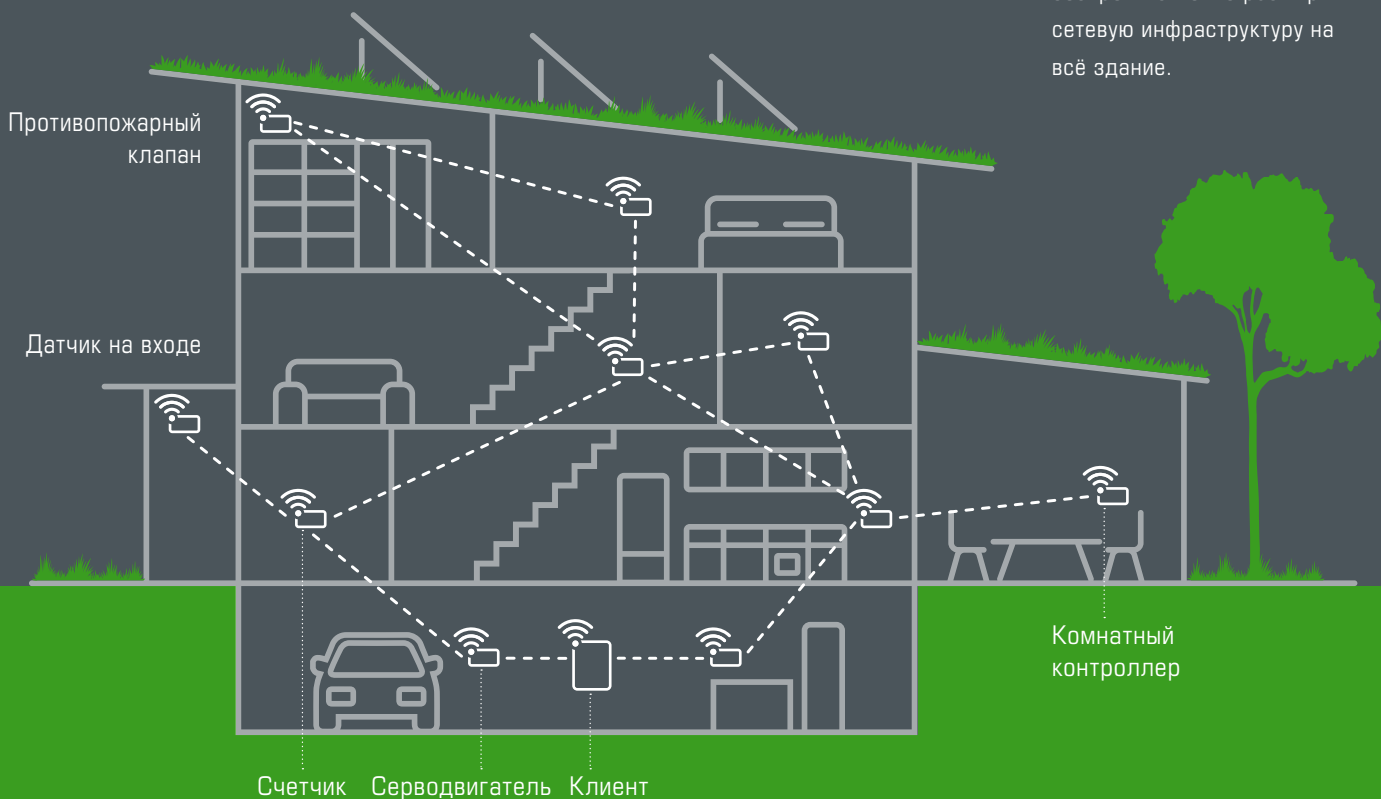 сетевую инфраструктуру на
всё здание.
Противопожарный
клапан
Датчик на входе
Комнатный
контроллер
Счетчик
Серводвигатель
Клиент